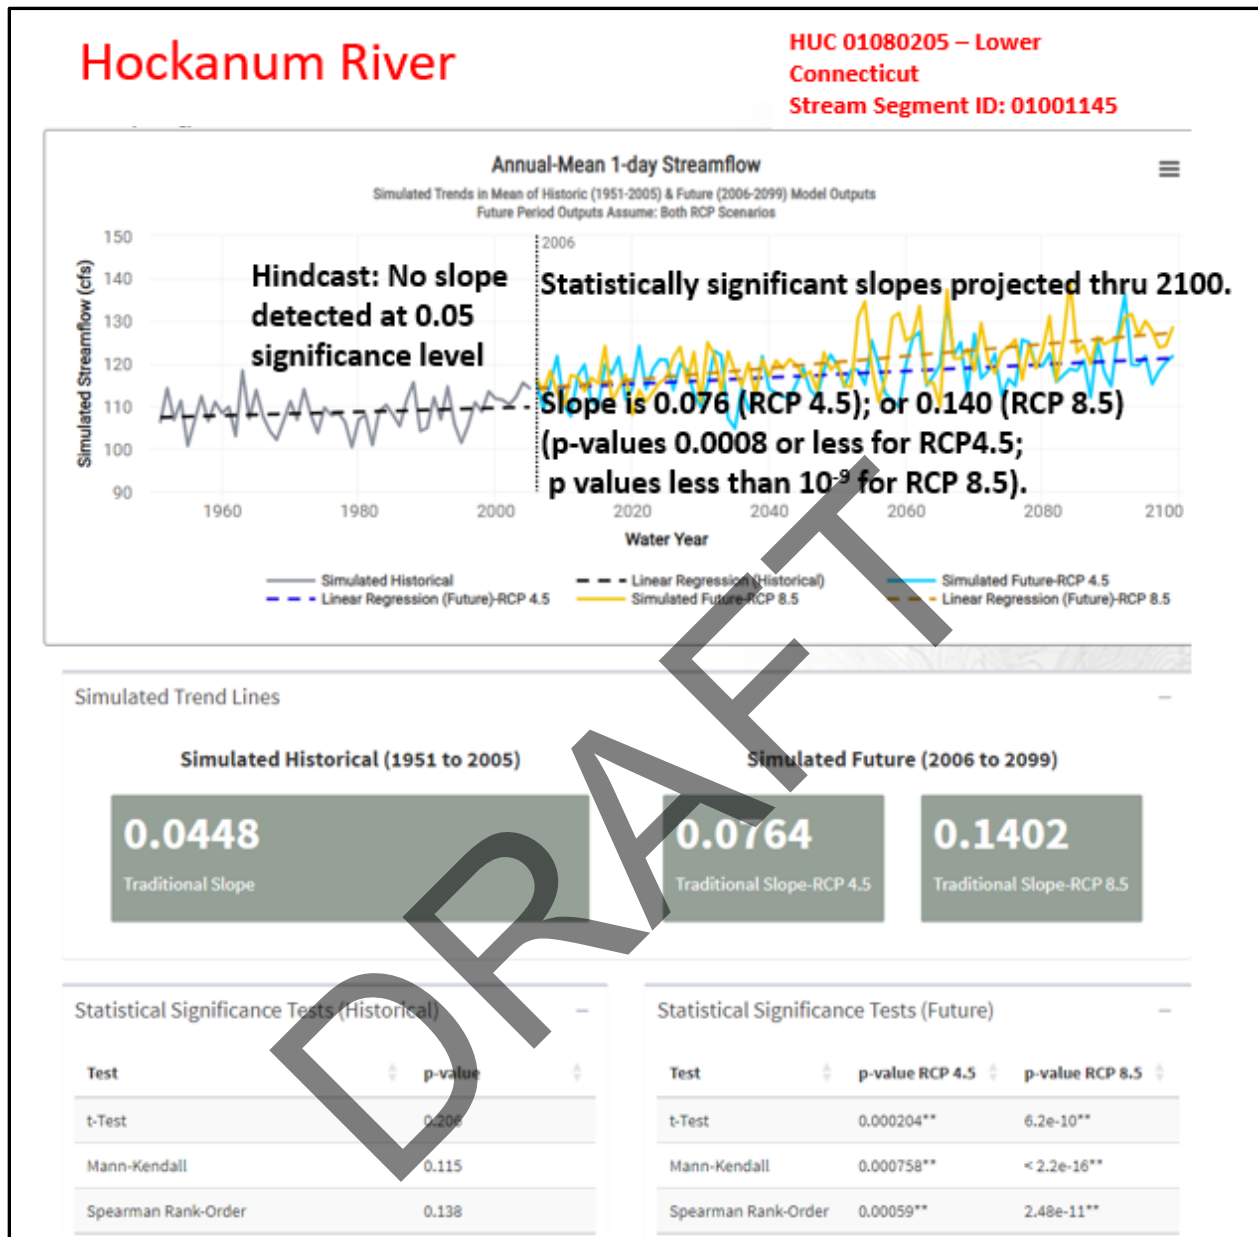 Hockanum River
HUC 01080205 – Lower
Connecticut
Stream Segment ID: 01001145
Annual-Mean 1-day Streamflow
Simulated Trends in Mean of Historic (1951-2005) & Future (2006-2099) Model Outputs
Future Period Outputs Assume: Both RCP Scenarios
Simulated Streamflow (cfs)
150
140
130
120
110
100
90
2006
Hindcast: No slope
detected at 0.05
significance level
Statistically significant slopes projected thru 2100.
Slope is 0.076 (RCP 4.5); or 0.140 (RCP 8.5)
(p-values 0.0008 or less for RCP4.5;
p values less than 10⁻⁹ for RCP 8.5).
1960 1980 2000 2020 2040 2060 2080 2100
Water Year
Simulated Historical Linear Regression (Historical) Simulated Future-RCP 4.5
Linear Regression (Future)-RCP 4.5 Simulated Future-RCP 8.5 Linear Regression (Future)-RCP 8.5
Simulated Trend Lines
Simulated Historical (1951 to 2005) Simulated Future (2006 to 2099)
0.0448 0.0764 0.1402
Traditional Slope Traditional Slope-RCP 4.5 Traditional Slope-RCP 8.5
Statistical Significance Tests (Historical)
Test p-value
t-Test 0.206
Mann-Kendall 0.115
Spearman Rank-Order 0.138
Statistical Significance Tests (Future)
Test p-value RCP 4.5 p-value RCP 8.5
t-Test 0.000204** 6.2e-10**
Mann-Kendall 0.000758** < 2.2e-16**
Spearman Rank-Order 0.00059** 2.48e-11**
DRAFT